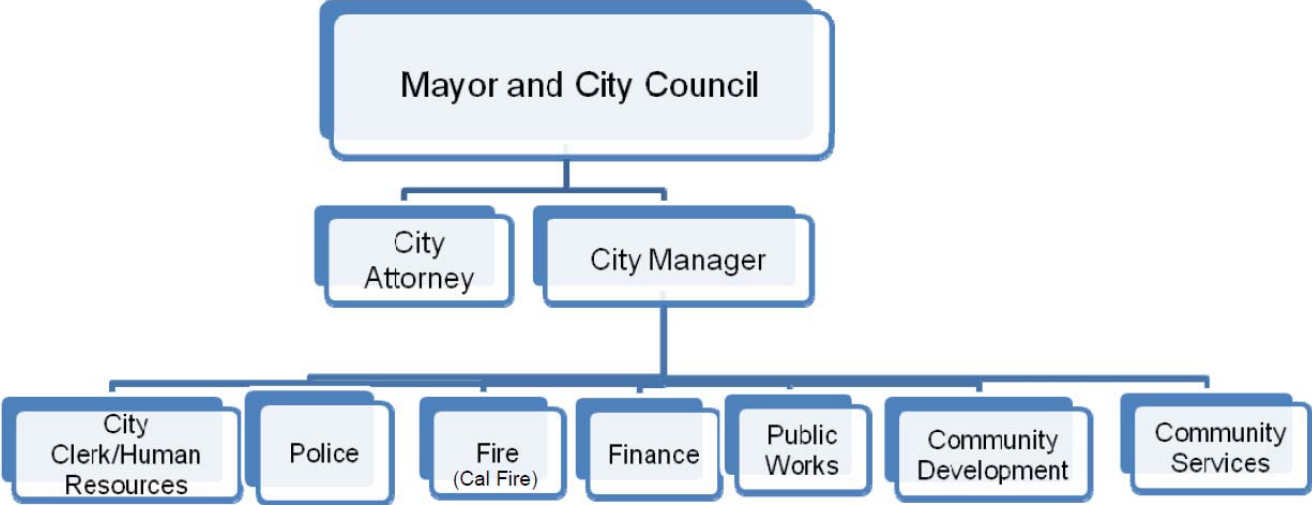 Mayor and City Council
City
Attorney
City Manager
City
Clerk/Human
Resources
Police
Fire
(Cal Fire)
Finance
Public
Works
Community
Development
Community
Services